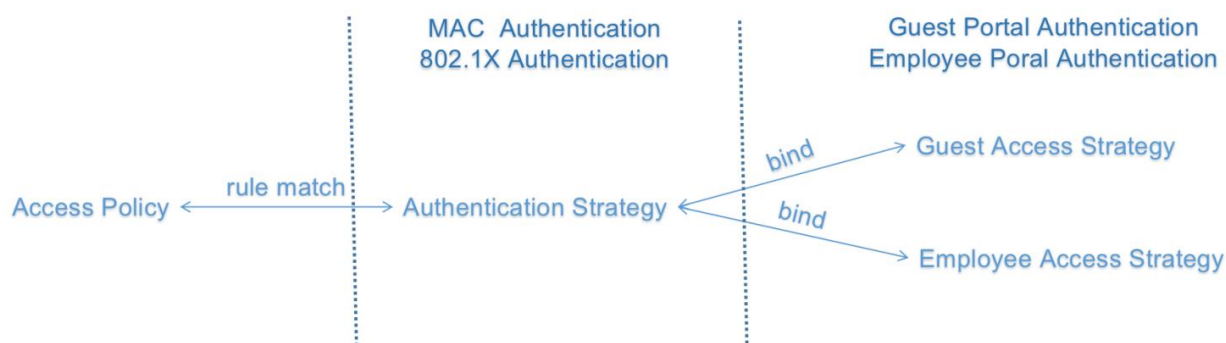 MAC  Authentication
802.1X Authentication
Guest Portal Authentication
Employee Poral Authentication
Access Policy
rule match
Authentication Strategy
bind
bind
Guest Access Strategy
Employee Access Strategy